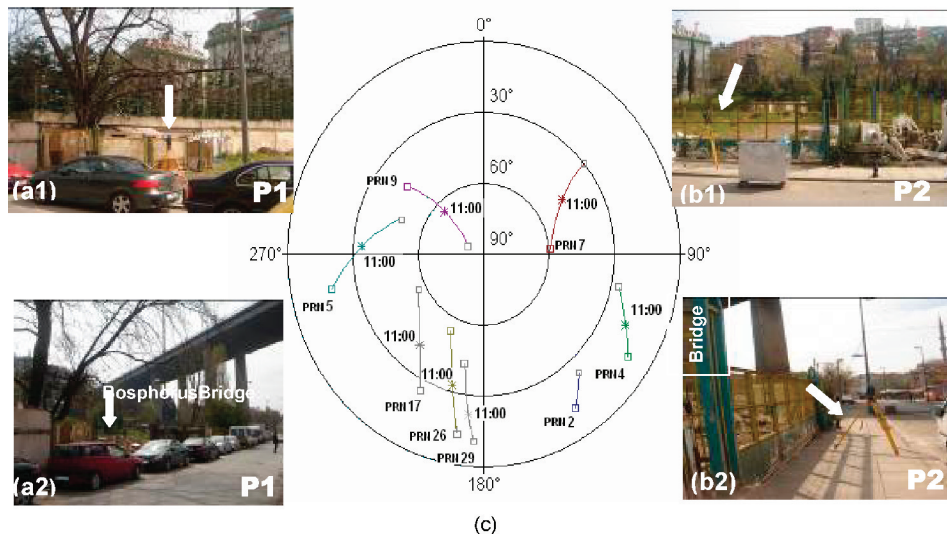 0°
30°
60°
90°
270°
90°
180°
PRN 9
11:00
11:00
PRN 7
PRN 5
11:00
11:00
PRN 17
11:00
PRN 26
11:00
PRN 29
PRN 2
11:00
PRN 4
(a1)
P1
(b1)
P2
Bosphorus Bridge
(a2)
P1
Bridge
(b2)
P2
(c)